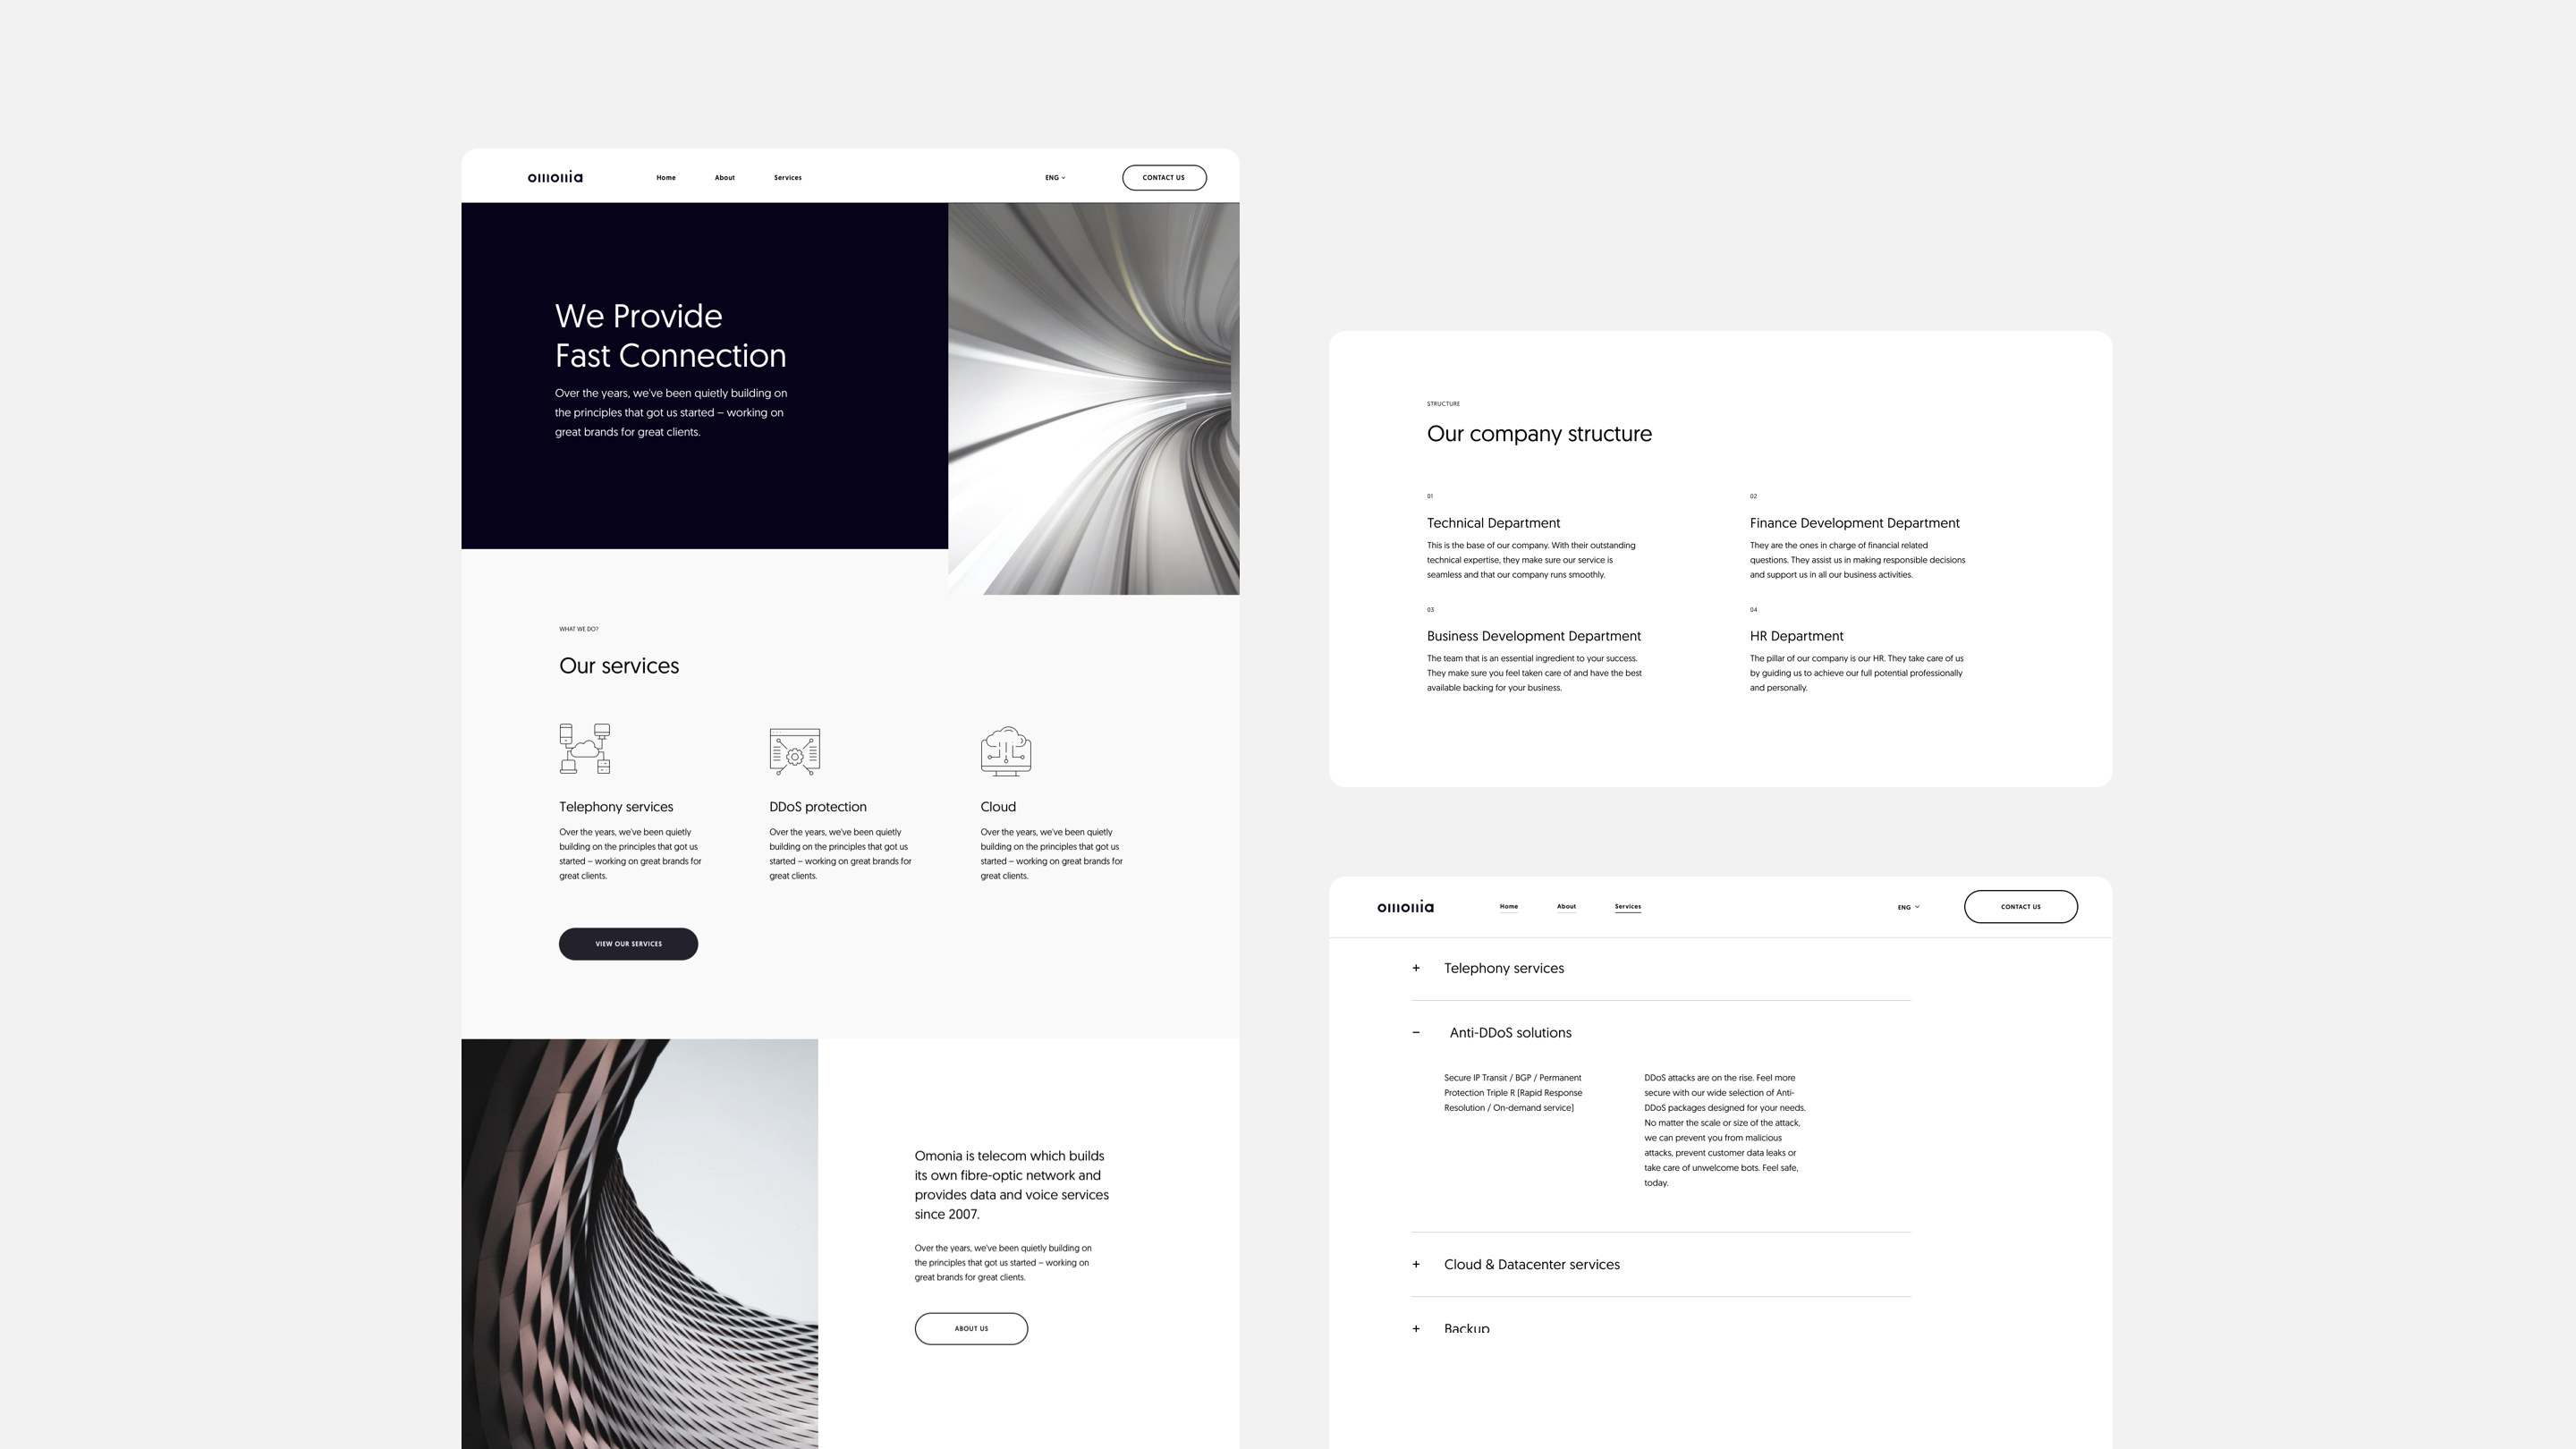 omonia
Home
About
Services
ENG
CONTACT US
We Provide
Fast Connection
Over the years, we've been quietly building on
the principles that got us started – working on
great brands for great clients.
WHAT WE DO?
Our services
Telephony services
Over the years, we've been quietly
building on the principles that got us
started – working on great brands for
great clients.
DDoS protection
Over the years, we've been quietly
building on the principles that got us
started – working on great brands for
great clients.
Cloud
Over the years, we've been quietly
building on the principles that got us
started – working on great brands for
great clients.
VIEW OUR SERVICES
Omonia is telecom which builds
its own fibre-optic network and
provides data and voice services
since 2007.
Over the years, we've been quietly building on
the principles that got us started – working on
great brands for great clients.
ABOUT US
STRUCTURE
Our company structure
01
Technical Department
This is the base of our company. With their outstanding
technical expertise, they make sure our service is
seamless and that our company runs smoothly.
02
Finance Development Department
They are the ones in charge of financial related
questions. They assist us in making responsible decisions
and support us in all our business activities.
03
Business Development Department
The team that is an essential ingredient to your success.
They make sure you feel taken care of and have the best
available backing for your business.
04
HR Department
The pillar of our company is our HR. They take care of us
by guiding us to achieve our full potential professionally
and personally.
omonia
Home
About
Services
ENG
CONTACT US
+ Telephony services
– Anti-DDoS solutions
Secure IP Transit / BGP / Permanent
Protection Triple R (Rapid Response
Resolution / On-demand service)
DDoS attacks are on the rise. Feel more
secure with our wide selection of Anti-
DDoS packages designed for your needs.
No matter the scale or size of the attack,
we can prevent you from malicious
attacks, prevent customer data leaks or
take care of unwelcome bots. Feel safe,
today.
+ Cloud & Datacenter services
+ Backup